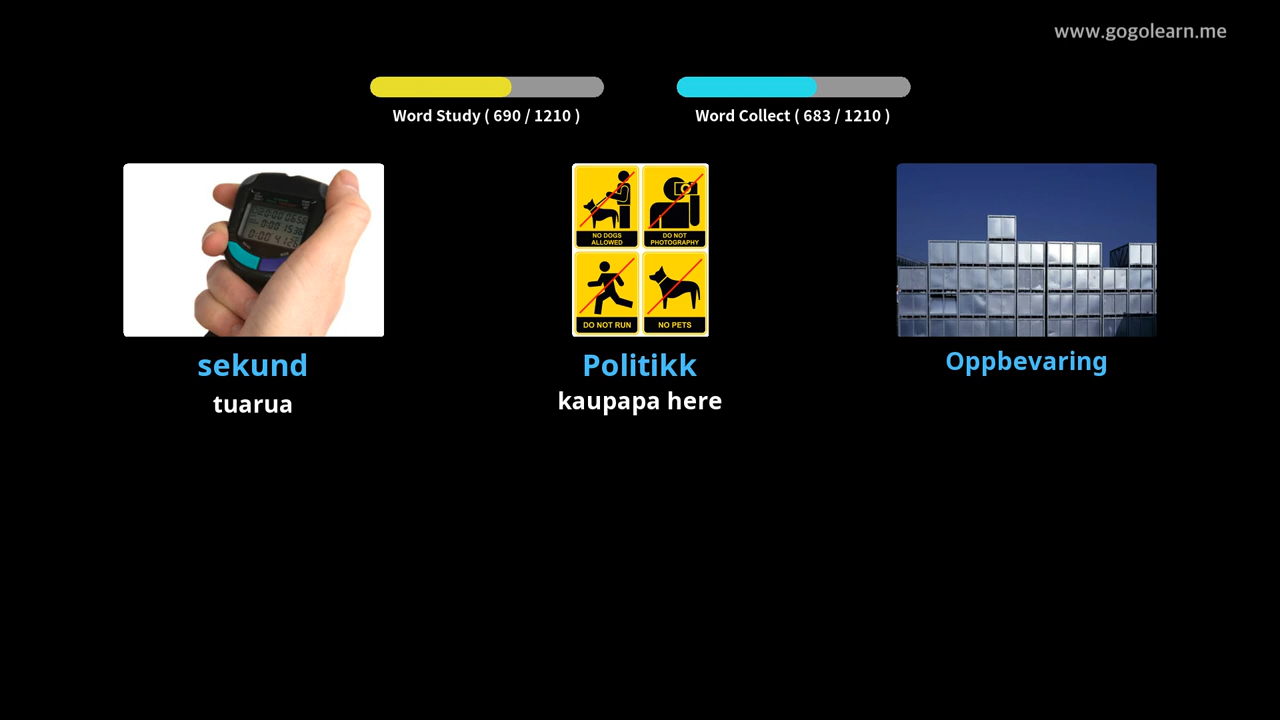 www.gogolearn.me
Word Study ( 690 / 1210 )
Word Collect ( 683 / 1210 )
NO DOGS
ALLOWED
DO NOT
PHOTOGRAPHY
DO NOT RUN
NO PETS
sekund
Politikk
Oppbevaring
tuarua
kaupapa here